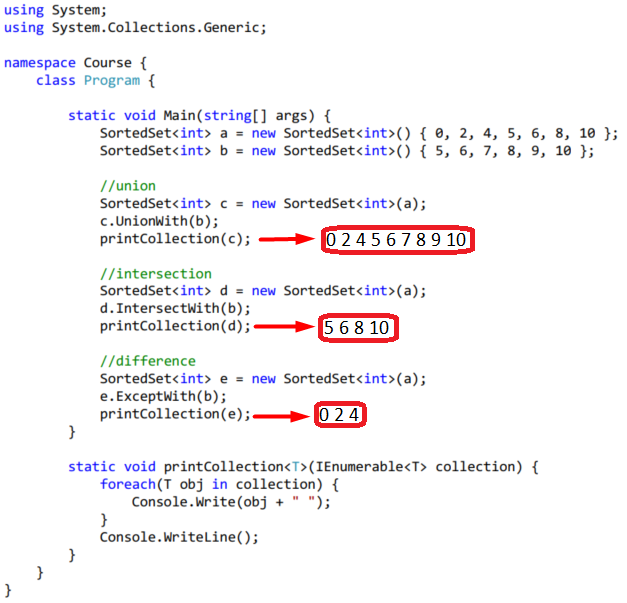 using System;
using System.Collections.Generic;
namespace Course {
class Program {
static void Main(string[] args) {
SortedSet<int> a = new SortedSet<int>() { 0, 2, 4, 5, 6, 8, 10 };
SortedSet<int> b = new SortedSet<int>() { 5, 6, 7, 8, 9, 10 };
//union
SortedSet<int> c = new SortedSet<int>(a);
c.UnionWith(b);
printCollection(c); 0 2 4 5 6 7 8 9 10
//intersection
SortedSet<int> d = new SortedSet<int>(a);
d.IntersectWith(b);
printCollection(d); 5 6 8 10
//difference
SortedSet<int> e = new SortedSet<int>(a);
e.ExceptWith(b);
printCollection(e); 0 2 4
}
static void printCollection<T>(IEnumerable<T> collection) {
foreach(T obj in collection) {
Console.Write(obj + " ");
}
Console.WriteLine();
}
}
}